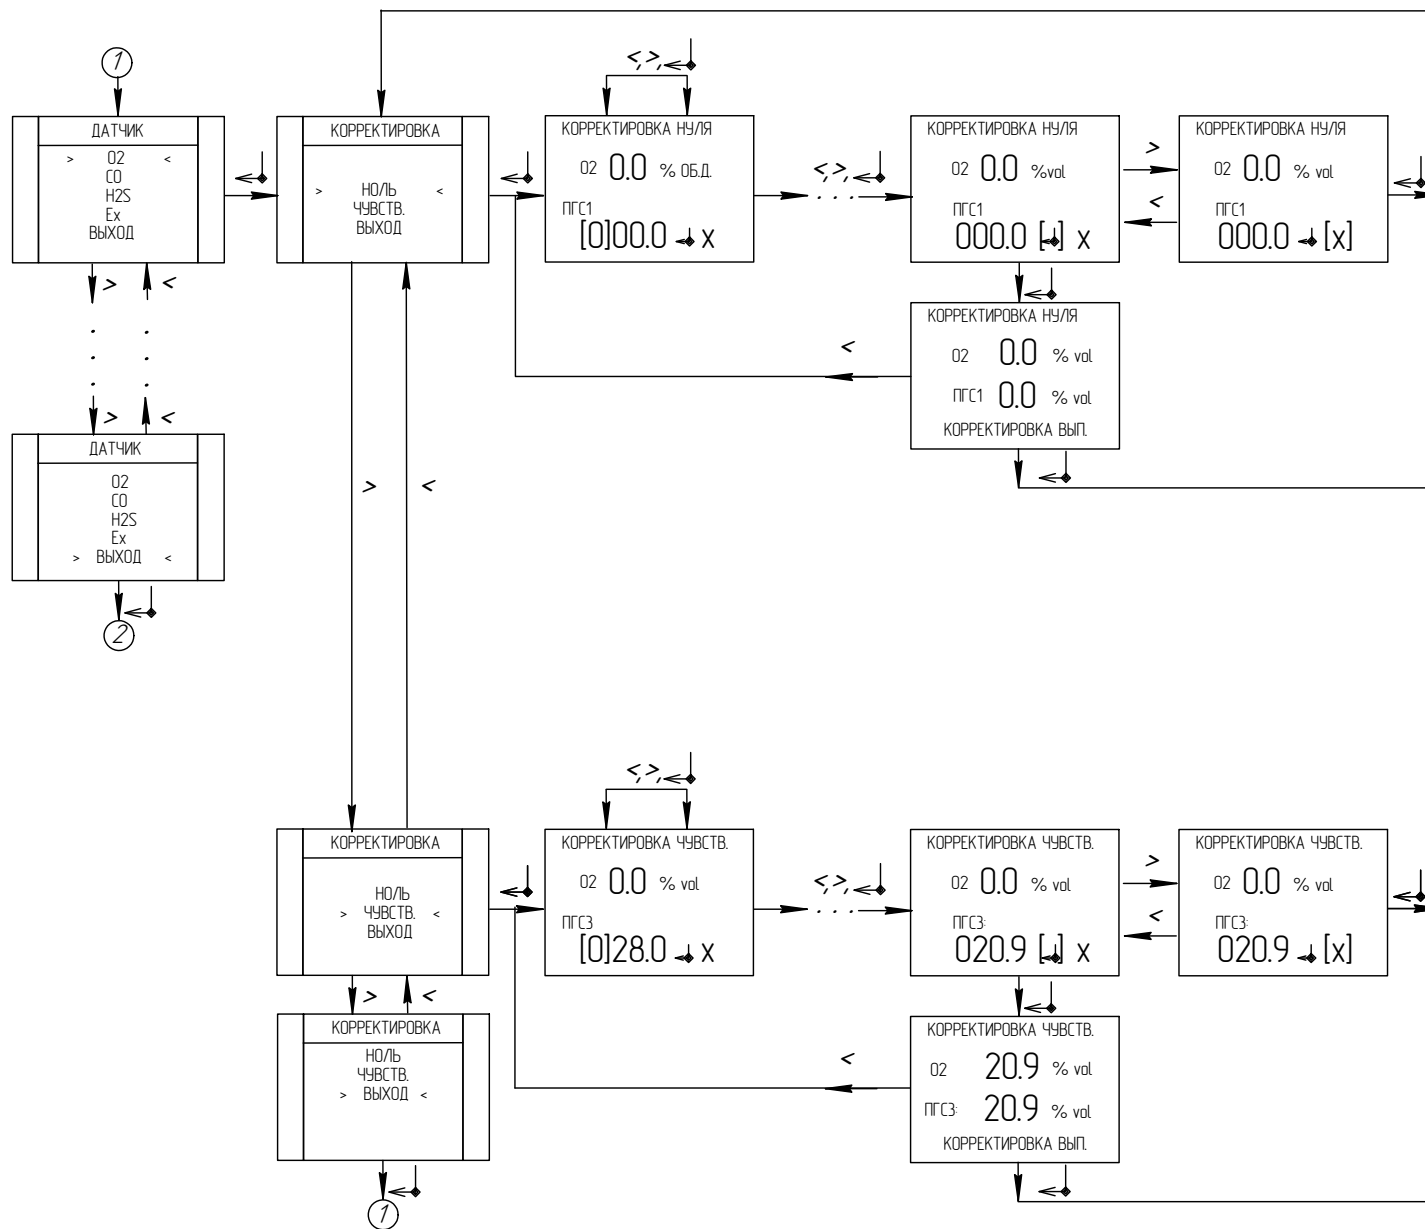 1
ДАТЧИК
> O2 <
CO
H2S
Ex
ВЫХОД
КОРРЕКТИРОВКА
> НОЛЬ <
ЧУВСТВ.
ВЫХОД
<,>,
КОРРЕКТИРОВКА НУЛЯ
O2 0.0 % ОБ.Д.
ПГС1
[0]00.0 X
<,>,
. . .
КОРРЕКТИРОВКА НУЛЯ
O2 0.0 %vol
ПГС1
000.0 [ ] X
>
<
КОРРЕКТИРОВКА НУЛЯ
O2 0.0 % vol
ПГС1
000.0 [X]
> <
> <
КОРРЕКТИРОВКА НУЛЯ
O2 0.0 % vol
ПГС1 0.0 % vol
КОРРЕКТИРОВКА ВЫП.
<
ДАТЧИК
O2
CO
H2S
Ex
> ВЫХОД <
2
> <
<,>,
КОРРЕКТИРОВКА
НОЛЬ
> ЧУВСТВ. <
ВЫХОД
КОРРЕКТИРОВКА ЧУВСТВ.
O2 0.0 % vol
ПГС3
[0]28.0 X
<,>,
. . .
КОРРЕКТИРОВКА ЧУВСТВ.
O2 0.0 % vol
ПГС3:
020.9 [ ] X
>
<
КОРРЕКТИРОВКА ЧУВСТВ.
O2 0.0 % vol
ПГС3:
020.9 [X]
> <
КОРРЕКТИРОВКА
НОЛЬ
ЧУВСТВ.
> ВЫХОД <
1
<
КОРРЕКТИРОВКА ЧУВСТВ.
O2 20.9 % vol
ПГС3: 20.9 % vol
КОРРЕКТИРОВКА ВЫП.